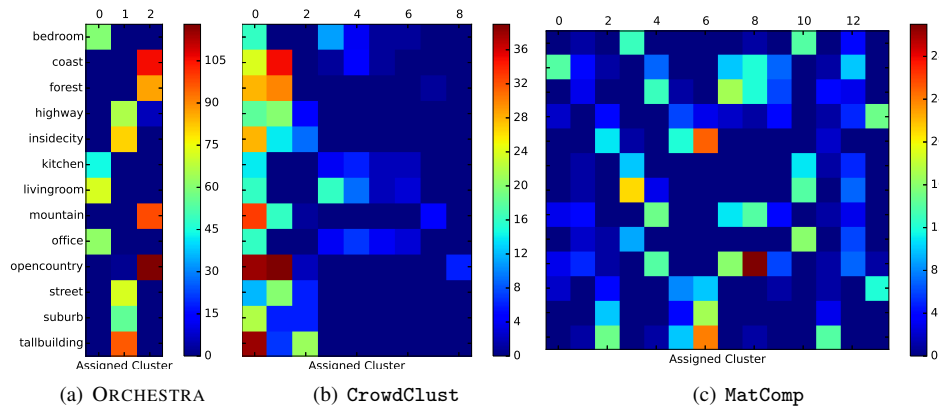 0 1 2
0 2 4 6 8
0 2 4 6 8 10 12
bedroom
coast
forest
highway
insidecity
kitchen
livingroom
mountain
office
opencountry
street
suburb
tallbuilding
105
90
75
60
45
30
15
0
36
32
28
24
20
16
12
8
4
0
8
4
0
Assigned Cluster
Assigned Cluster
Assigned Cluster
(a) ORCHESTRA
(b) CrowdClust
(c) MatComp